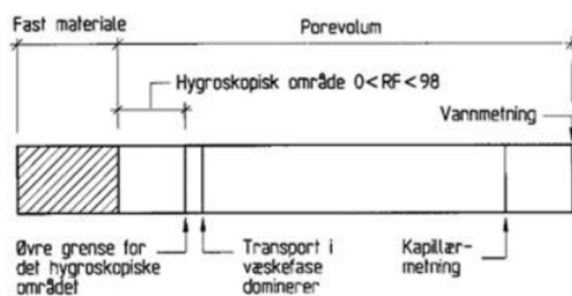 Fast materiale
Porevolum
Hygroskopisk område 0<RF<98
Vannmetning
Øvre grense for
det hygroskopiske
området
Transport i
væskefase
dominerer
Kapillær-
metning